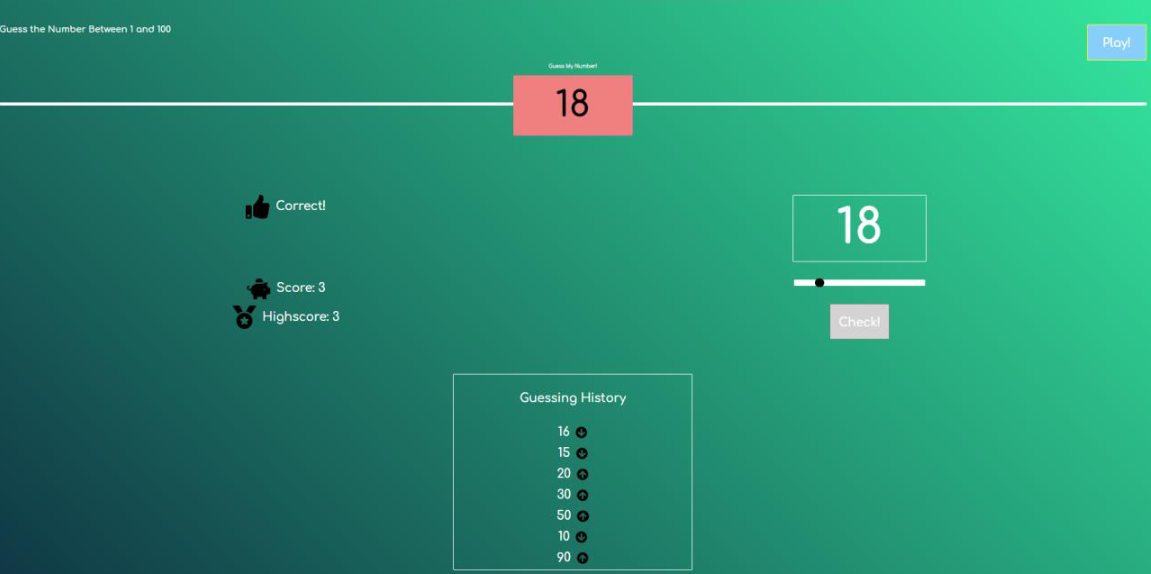 Guess the Number Between 1 and 100
Play!
Guess My Number!
18
Correct!
18
Score: 3
Highscore: 3
Check!
Guessing History
16
15
20
30
50
10
90